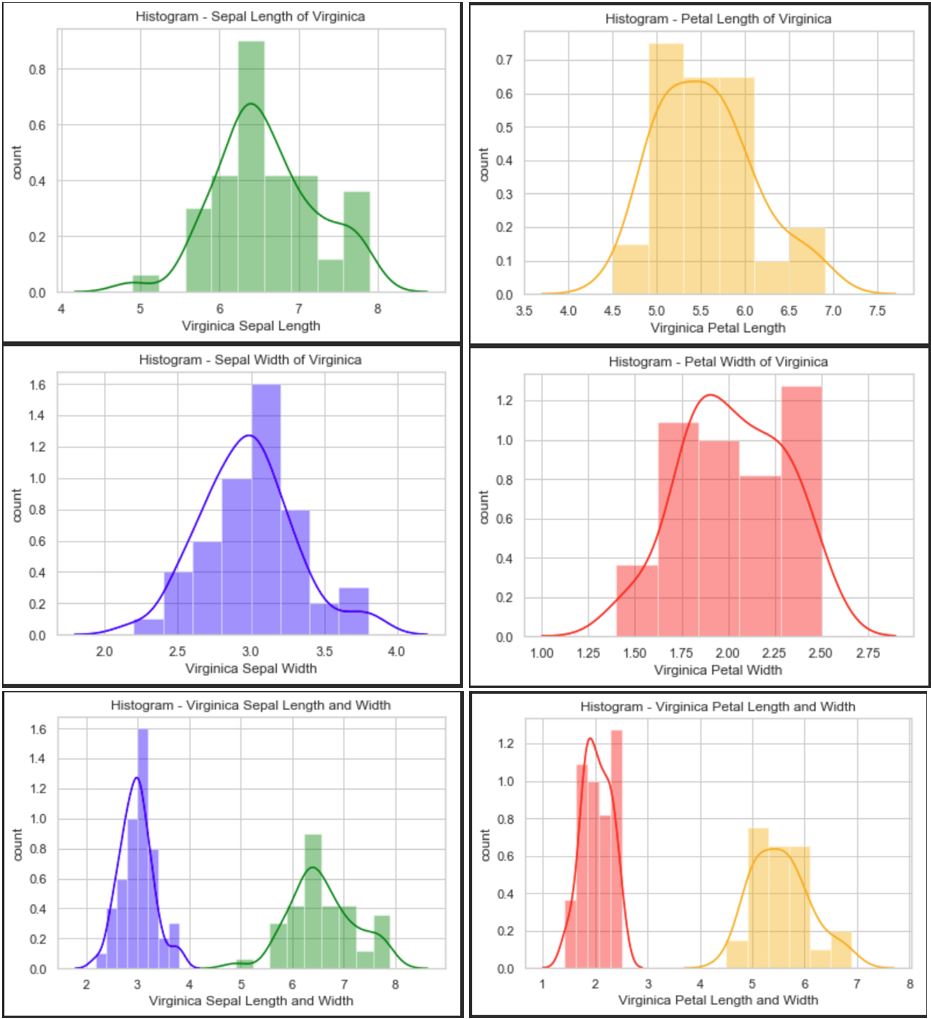 Histogram - Sepal Length of Virginica
count
0.8
0.6
0.4
0.2
0.0
4 5 6 7 8
Virginica Sepal Length
Histogram - Petal Length of Virginica
count
0.7
0.6
0.5
0.4
0.3
0.2
0.1
0.0
3.5 4.0 4.5 5.0 5.5 6.0 6.5 7.0 7.5
Virginica Petal Length
Histogram - Sepal Width of Virginica
count
1.6
1.4
1.2
1.0
0.8
0.6
0.4
0.2
0.0
2.0 2.5 3.0 3.5 4.0
Virginica Sepal Width
Histogram - Petal Width of Virginica
count
1.2
1.0
0.8
0.6
0.4
0.2
0.0
1.00 1.25 1.50 1.75 2.00 2.25 2.50 2.75
Virginica Petal Width
Histogram - Virginica Sepal Length and Width
count
1.6
1.4
1.2
1.0
0.8
0.6
0.4
0.2
0.0
2 3 4 5 6 7 8
Virginica Sepal Length and Width
Histogram - Virginica Petal Length and Width
count
1.2
1.0
0.8
0.6
0.4
0.2
0.0
1 2 3 4 5 6 7 8
Virginica Petal Length and Width